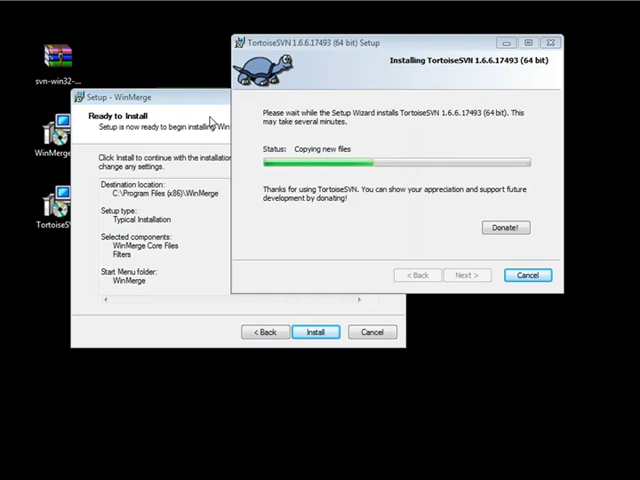 svn-win32-...
WinMerge...
TortoiseSV...
Setup - WinMerge
Ready to Install
Setup is now ready to begin installing Win
Click Install to continue with the installation
change any settings.
Destination location:
C:\Program Files (x86)\WinMerge
Setup type:
Typical Installation
Selected components:
WinMerge Core Files
Filters
Start Menu folder:
WinMerge
< Back
Install
Cancel
TortoiseSVN 1.6.6.17493 (64 bit) Setup
Installing TortoiseSVN 1.6.6.17493 (64 bit)
Please wait while the Setup Wizard installs TortoiseSVN 1.6.6.17493 (64 bit). This
may take several minutes.
Status: Copying new files
Thanks for using TortoiseSVN. You can show your appreciation and support future
development by donating!
Donate!
< Back
Next >
Cancel